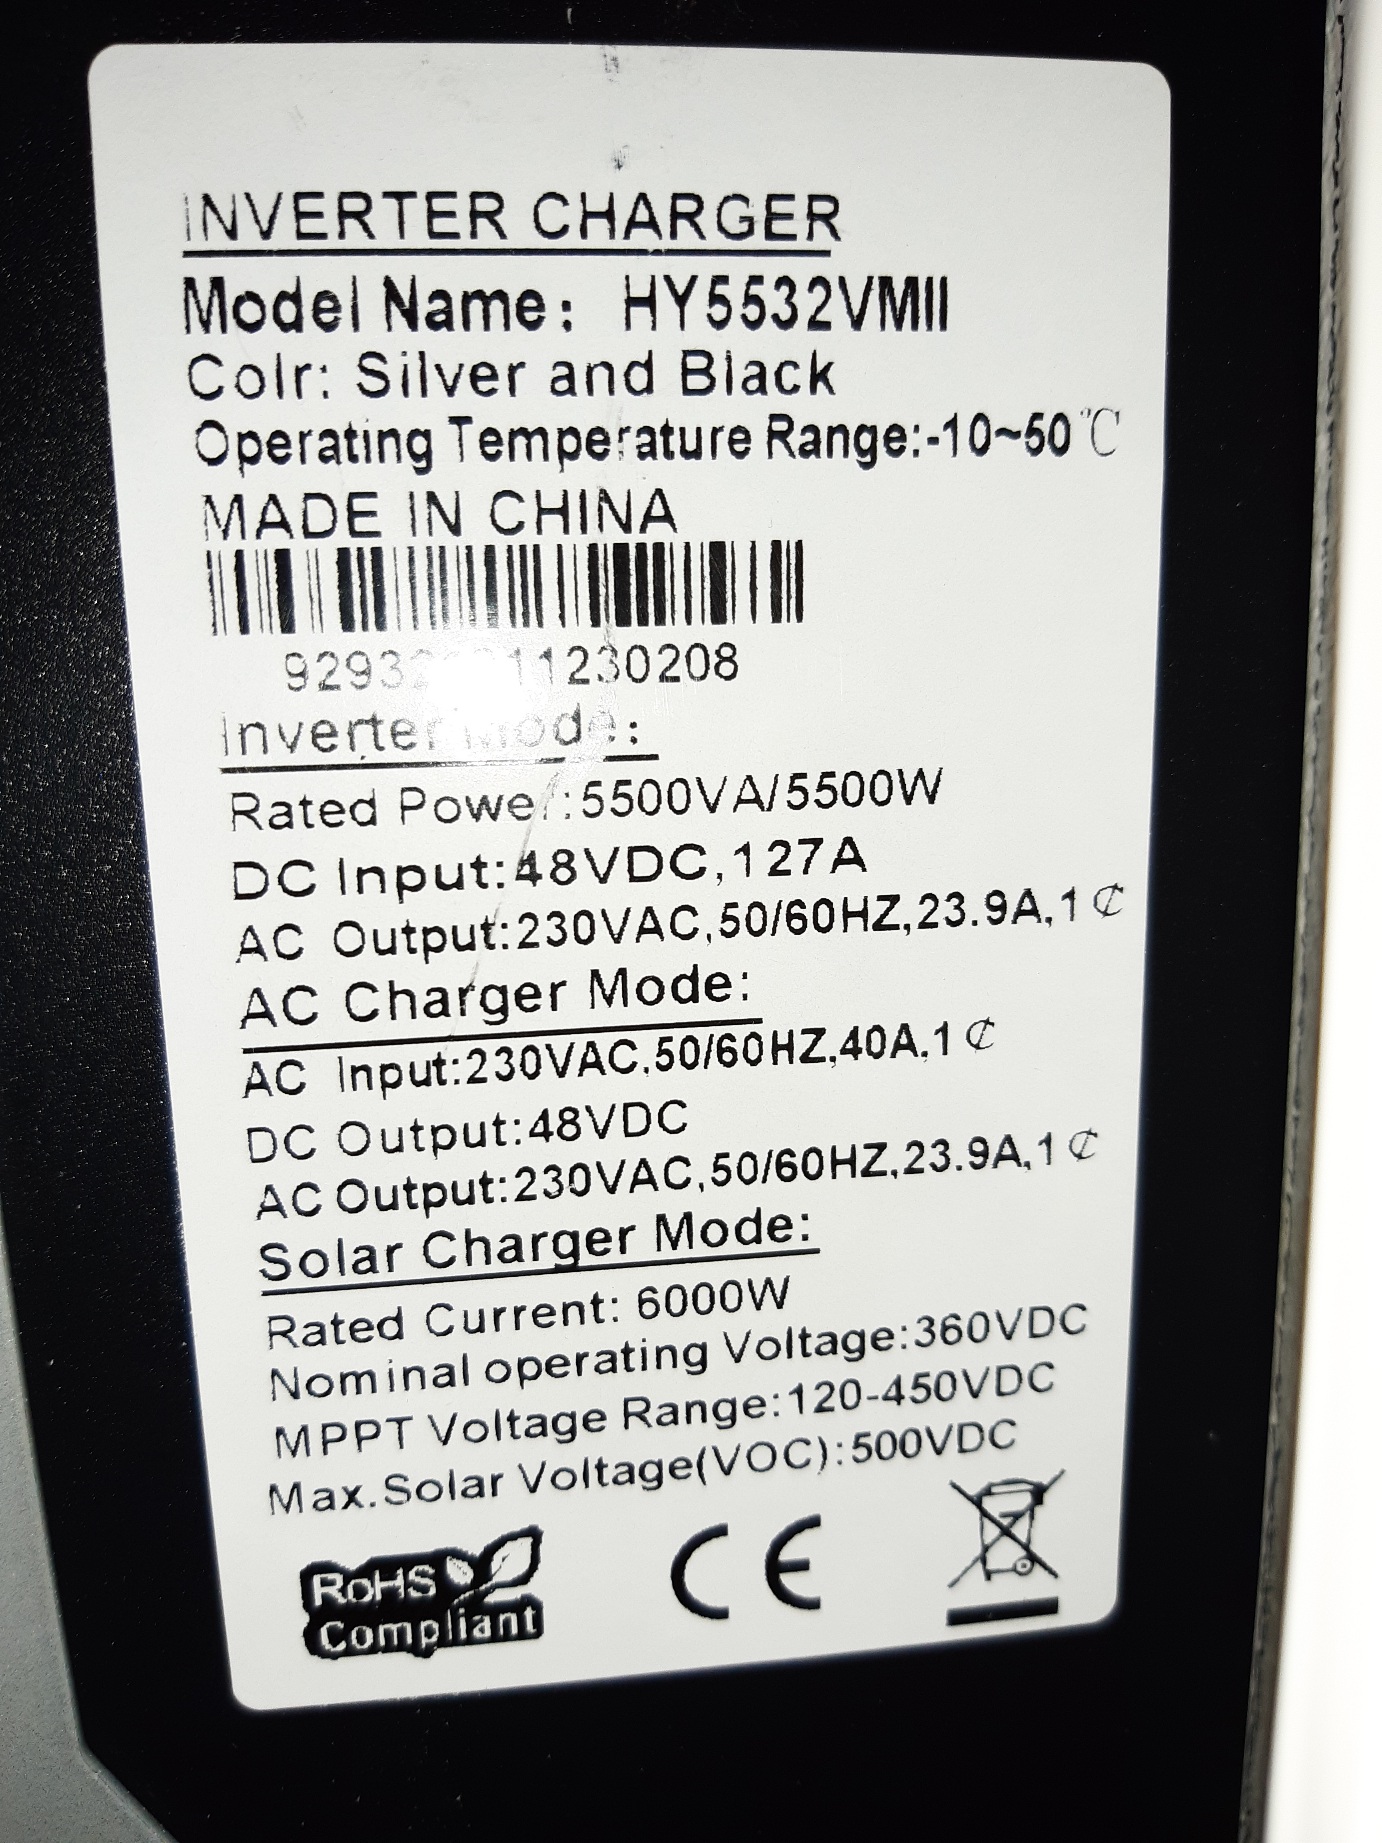 INVERTER CHARGER
Model Name： HY5532VMII
Colr: Silver and Black
Operating Temperature Range:-10~50℃
MADE IN CHINA
Inverter Mode:
Rated Power:5500VA/5500W
DC Input:48VDC,127A
AC Output:230VAC,50/60HZ,23.9A,1₵
AC Charger Mode:
AC Input:230VAC,50/60HZ,40A,1₵
DC Output:48VDC
AC Output:230VAC,50/60HZ,23.9A,1₵
Solar Charger Mode:
Rated Current: 6000W
Nominal operating Voltage:360VDC
MPPT Voltage Range:120-450VDC
Max.Solar Voltage(VOC):500VDC
RoHS
Compliant
CE